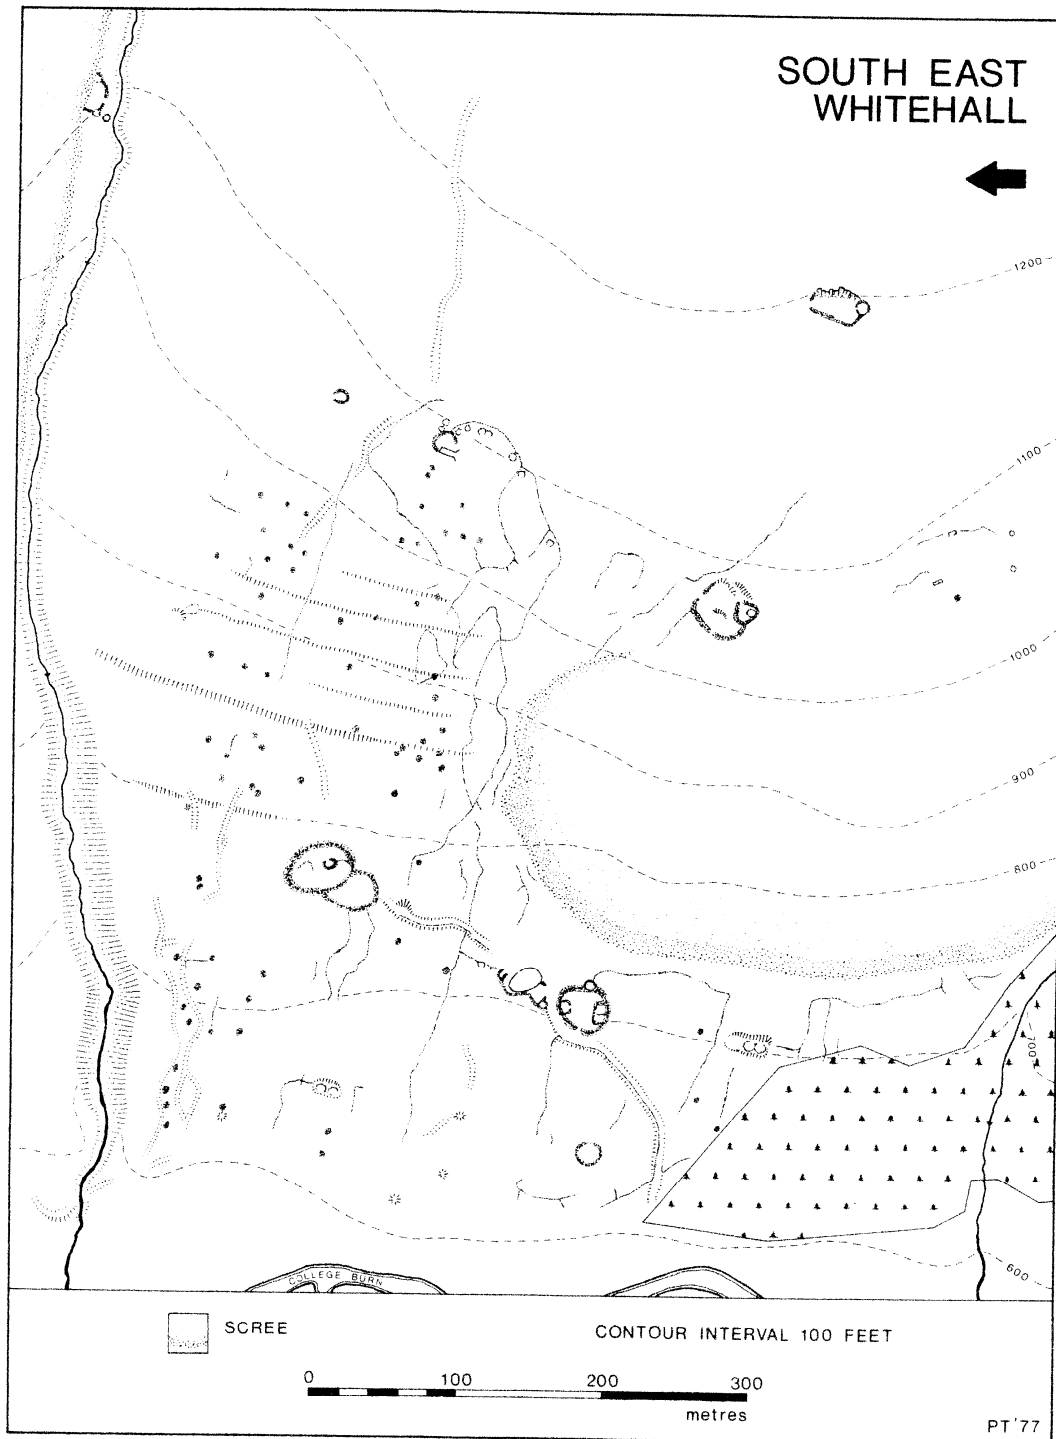 SOUTH EAST
WHITEHALL
1200
1100
1000
900
800
700
600
COLLEGE BURN
SCREE
CONTOUR INTERVAL 100 FEET
0 100 200 300
metres
PT '77